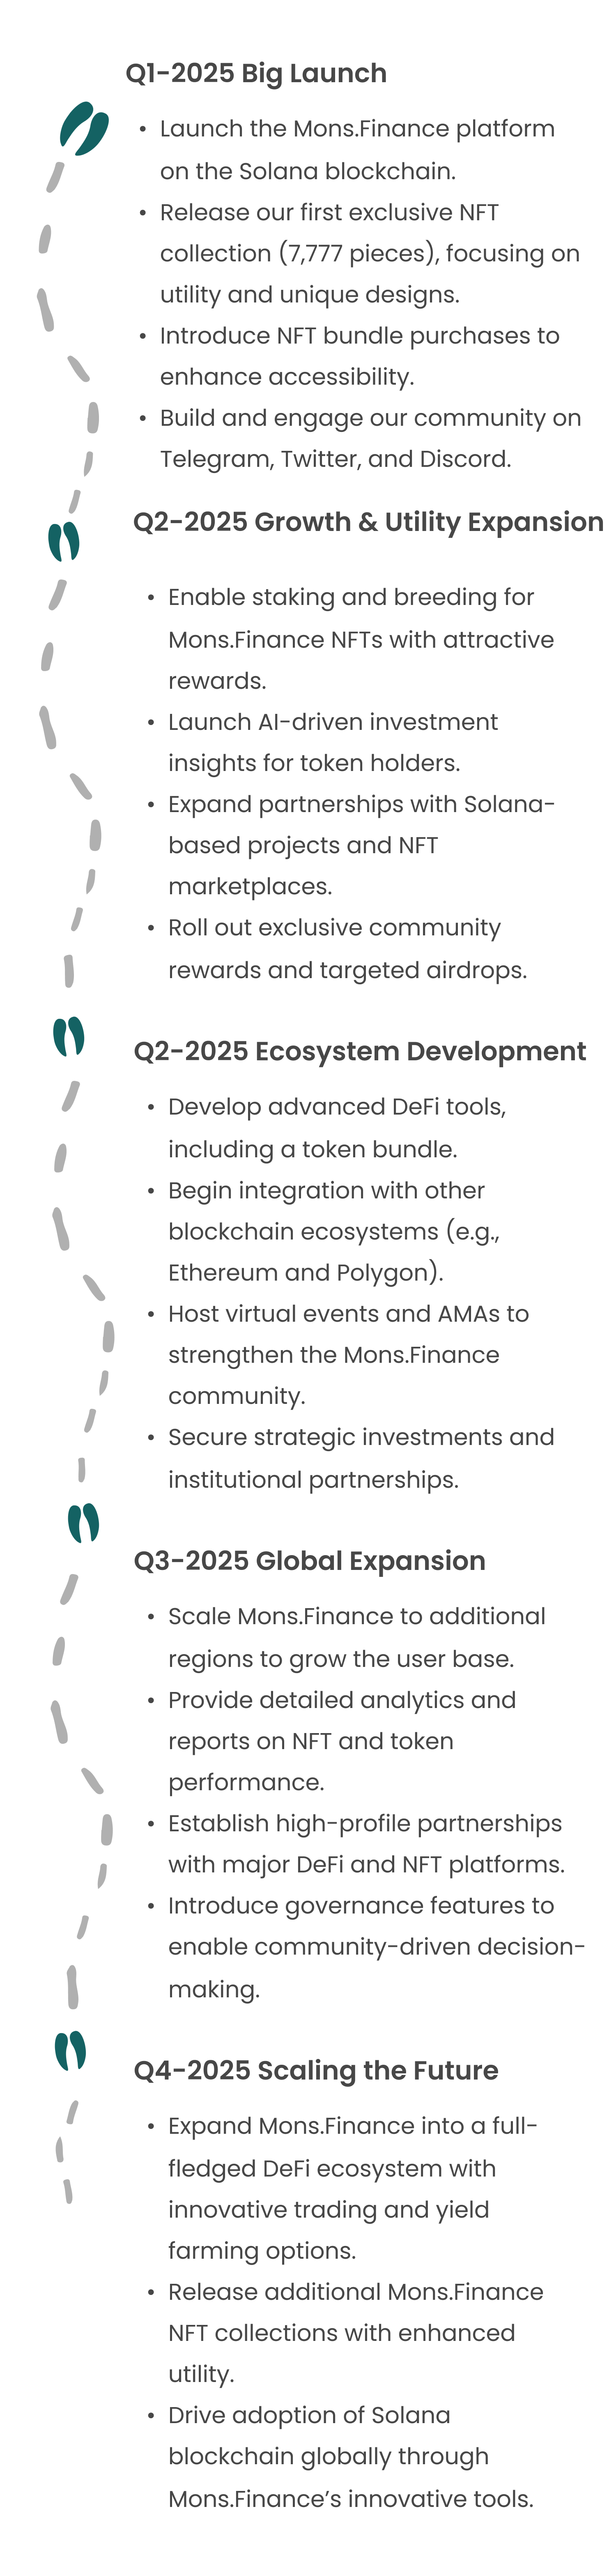 Q1-2025 Big Launch
• Launch the Mons.Finance platform
on the Solana blockchain.
• Release our first exclusive NFT
collection (7,777 pieces), focusing on
utility and unique designs.
• Introduce NFT bundle purchases to
enhance accessibility.
• Build and engage our community on
Telegram, Twitter, and Discord.
Q2-2025 Growth & Utility Expansion
• Enable staking and breeding for
Mons.Finance NFTs with attractive
rewards.
• Launch AI-driven investment
insights for token holders.
• Expand partnerships with Solana-
based projects and NFT
marketplaces.
• Roll out exclusive community
rewards and targeted airdrops.
Q2-2025 Ecosystem Development
• Develop advanced DeFi tools,
including a token bundle.
• Begin integration with other
blockchain ecosystems (e.g.,
Ethereum and Polygon).
• Host virtual events and AMAs to
strengthen the Mons.Finance
community.
• Secure strategic investments and
institutional partnerships.
Q3-2025 Global Expansion
• Scale Mons.Finance to additional
regions to grow the user base.
• Provide detailed analytics and
reports on NFT and token
performance.
• Establish high-profile partnerships
with major DeFi and NFT platforms.
• Introduce governance features to
enable community-driven decision-
making.
Q4-2025 Scaling the Future
• Expand Mons.Finance into a full-
fledged DeFi ecosystem with
innovative trading and yield
farming options.
• Release additional Mons.Finance
NFT collections with enhanced
utility.
• Drive adoption of Solana
blockchain globally through
Mons.Finance’s innovative tools.